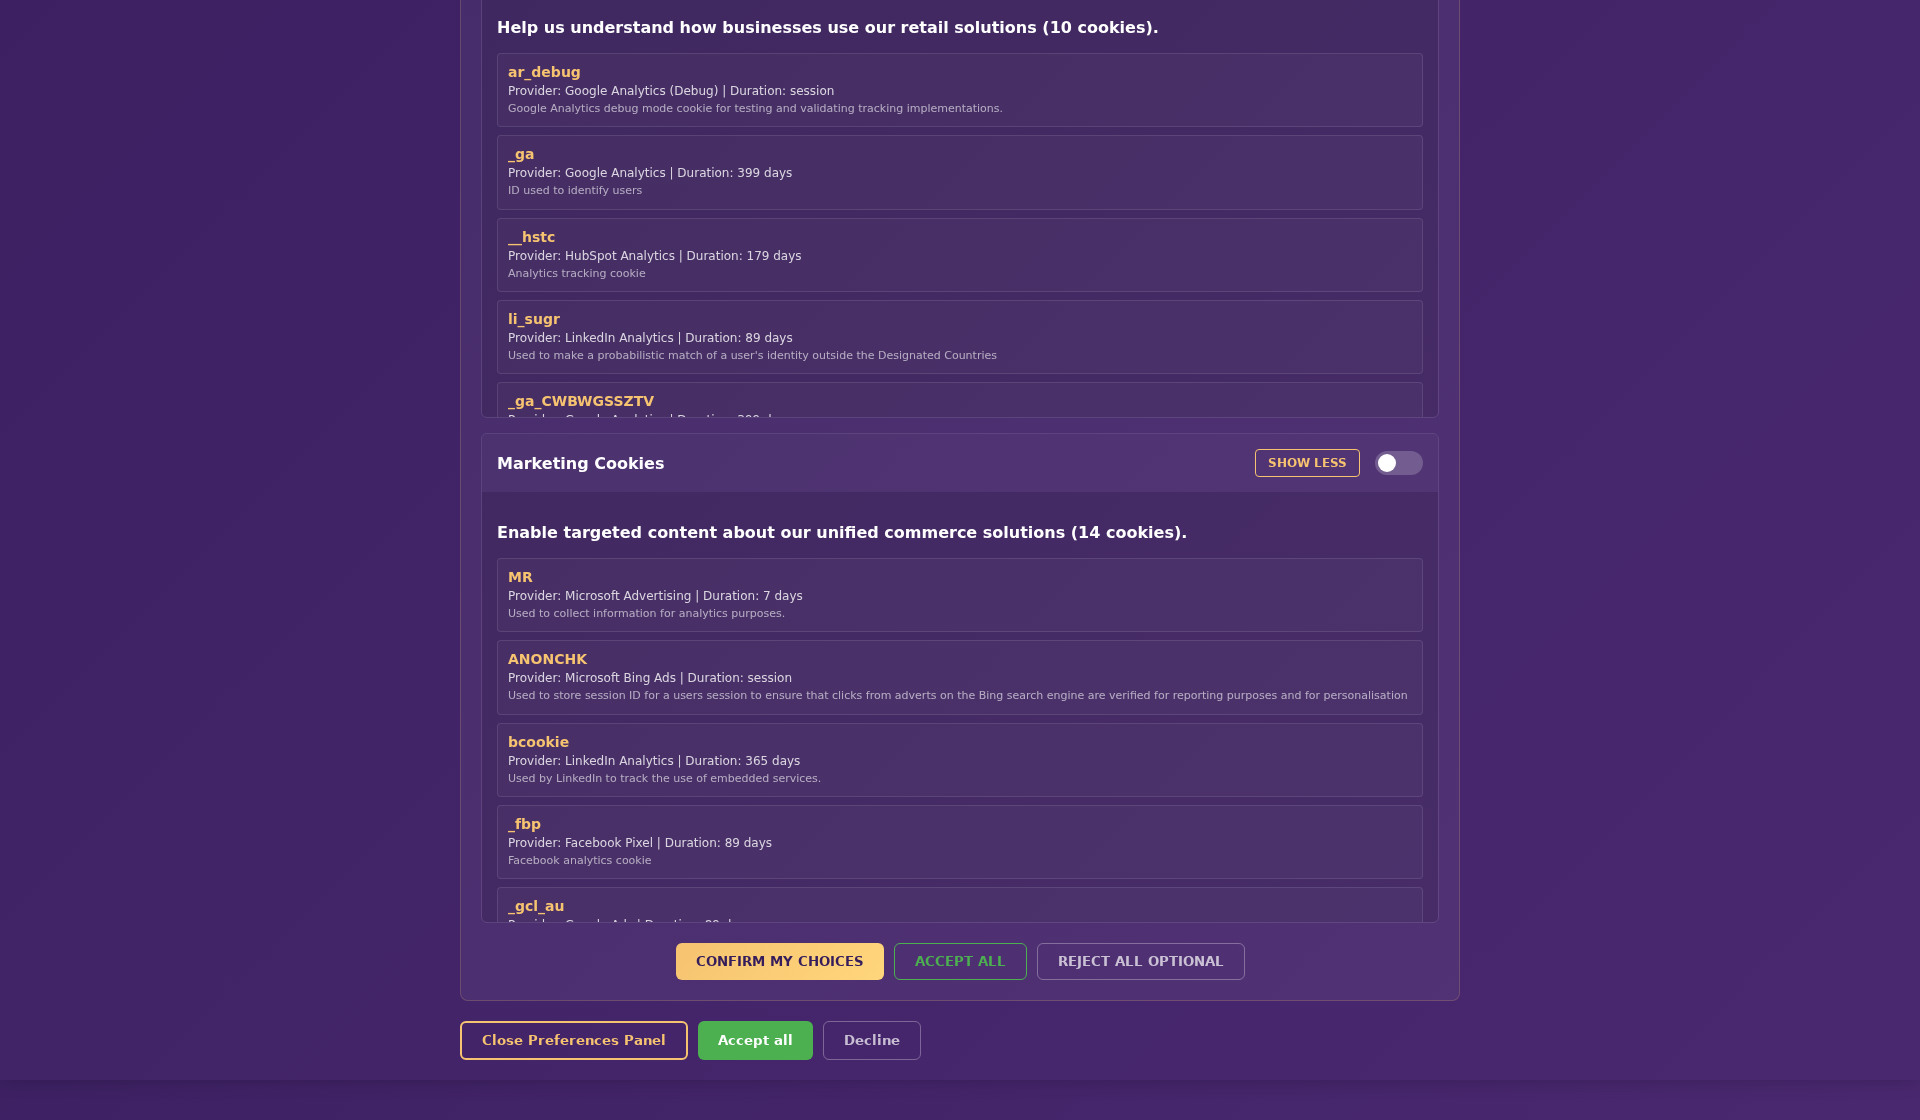 Help us understand how businesses use our retail solutions (10 cookies).
ar_debug
Provider: Google Analytics (Debug) | Duration: session
Google Analytics debug mode cookie for testing and validating tracking implementations.
_ga
Provider: Google Analytics | Duration: 399 days
ID used to identify users
__hstc
Provider: HubSpot Analytics | Duration: 179 days
Analytics tracking cookie
li_sugr
Provider: LinkedIn Analytics | Duration: 89 days
Used to make a probabilistic match of a user's identity outside the Designated Countries
_ga_CWBWGSSZTV
Marketing Cookies
SHOW LESS
Enable targeted content about our unified commerce solutions (14 cookies).
MR
Provider: Microsoft Advertising | Duration: 7 days
Used to collect information for analytics purposes.
ANONCHK
Provider: Microsoft Bing Ads | Duration: session
Used to store session ID for a users session to ensure that clicks from adverts on the Bing search engine are verified for reporting purposes and for personalisation
bcookie
Provider: LinkedIn Analytics | Duration: 365 days
Used by LinkedIn to track the use of embedded services.
_fbp
Provider: Facebook Pixel | Duration: 89 days
Facebook analytics cookie
_gcl_au
CONFIRM MY CHOICES
ACCEPT ALL
REJECT ALL OPTIONAL
Close Preferences Panel
Accept all
Decline